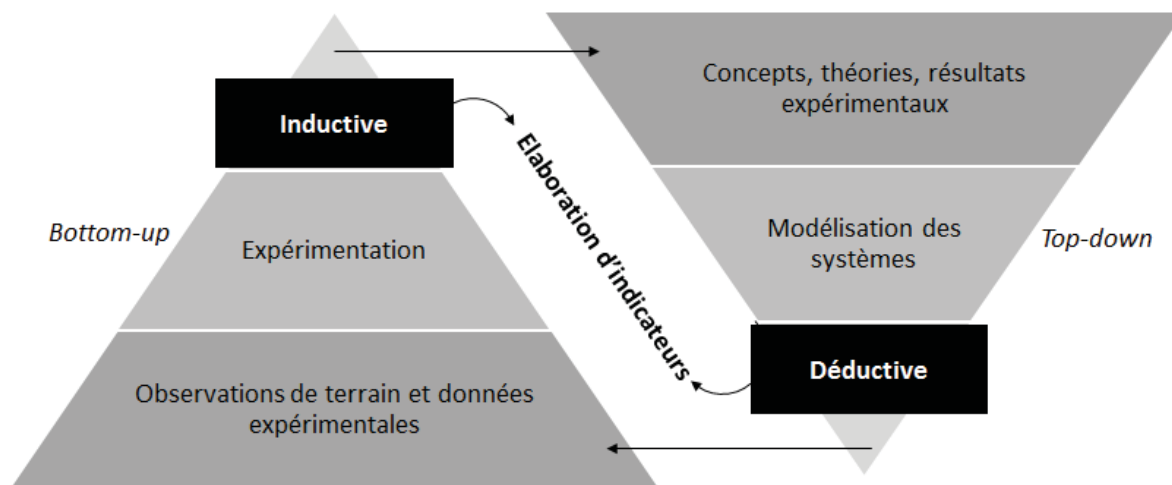 Concepts, théories, résultats
expérimentaux
Inductive
Elaboration d'indicateurs
Bottom-up
Expérimentation
Modélisation des
systèmes
Top-down
Déductive
Observations de terrain et données
expérimentales